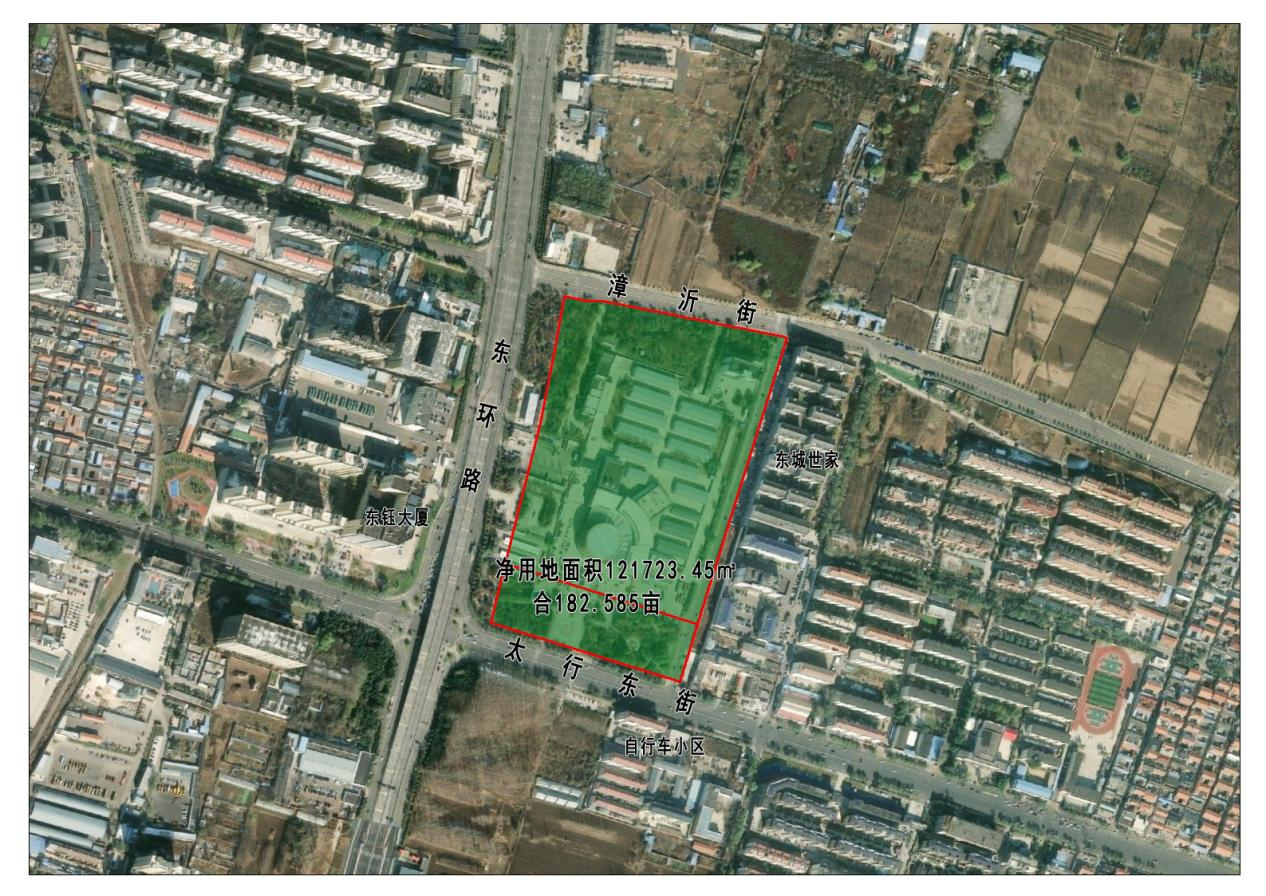 漳沂街
东环路
东城世家
东钰大厦
净用地面积121723.45㎡
合182.585亩
太行东街
自行车小区